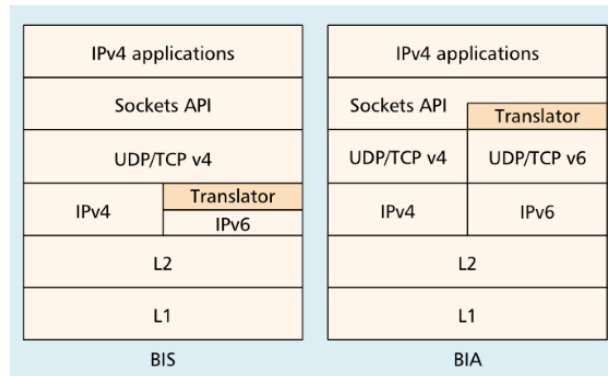 IPv4 applications
Sockets API
UDP/TCP v4
IPv4
Translator
IPv6
L2
L1
BIS
IPv4 applications
Sockets API
Translator
UDP/TCP v4
UDP/TCP v6
IPv4
IPv6
L2
L1
BIA